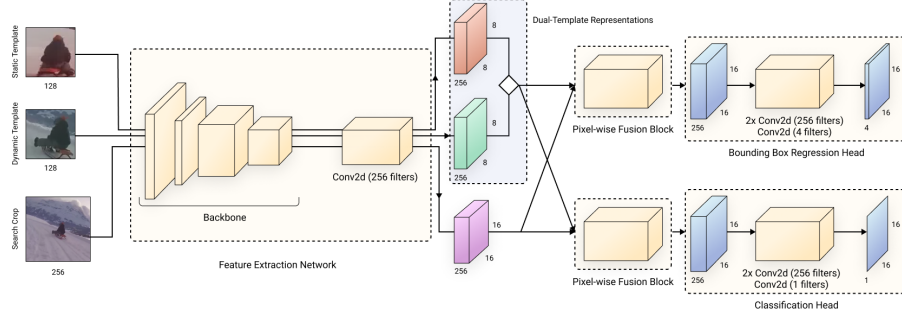 Static Template
128
Dynamic Template
128
Search Crop
256
Backbone
Conv2d (256 filters)
Feature Extraction Network
8
8
256
8
8
256
16
16
256
Dual-Template Representations
Pixel-wise Fusion Block
16
16
256
2x Conv2d (256 filters)
Conv2d (4 filters)
16
16
4
Bounding Box Regression Head
Pixel-wise Fusion Block
16
16
256
2x Conv2d (256 filters)
Conv2d (1 filters)
16
16
1
Classification Head